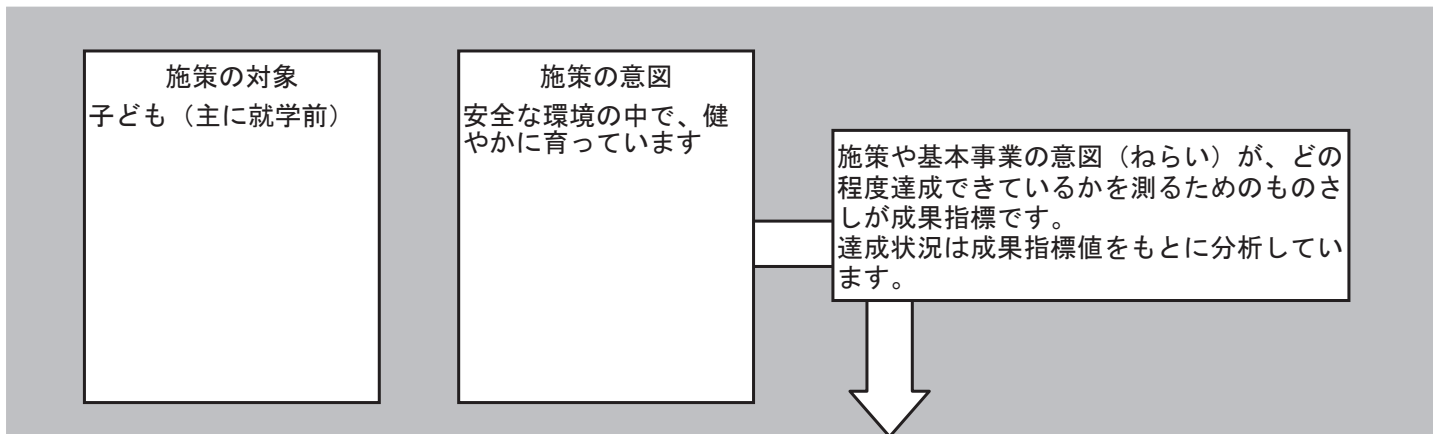 施策の対象
子ども（主に就学前）
施策の意図
安全な環境の中で、健
やかに育っています
施策や基本事業の意図（ねらい）が、どの
程度達成できているかを測るためのものさ
しが成果指標です。
達成状況は成果指標値をもとに分析してい
ます。